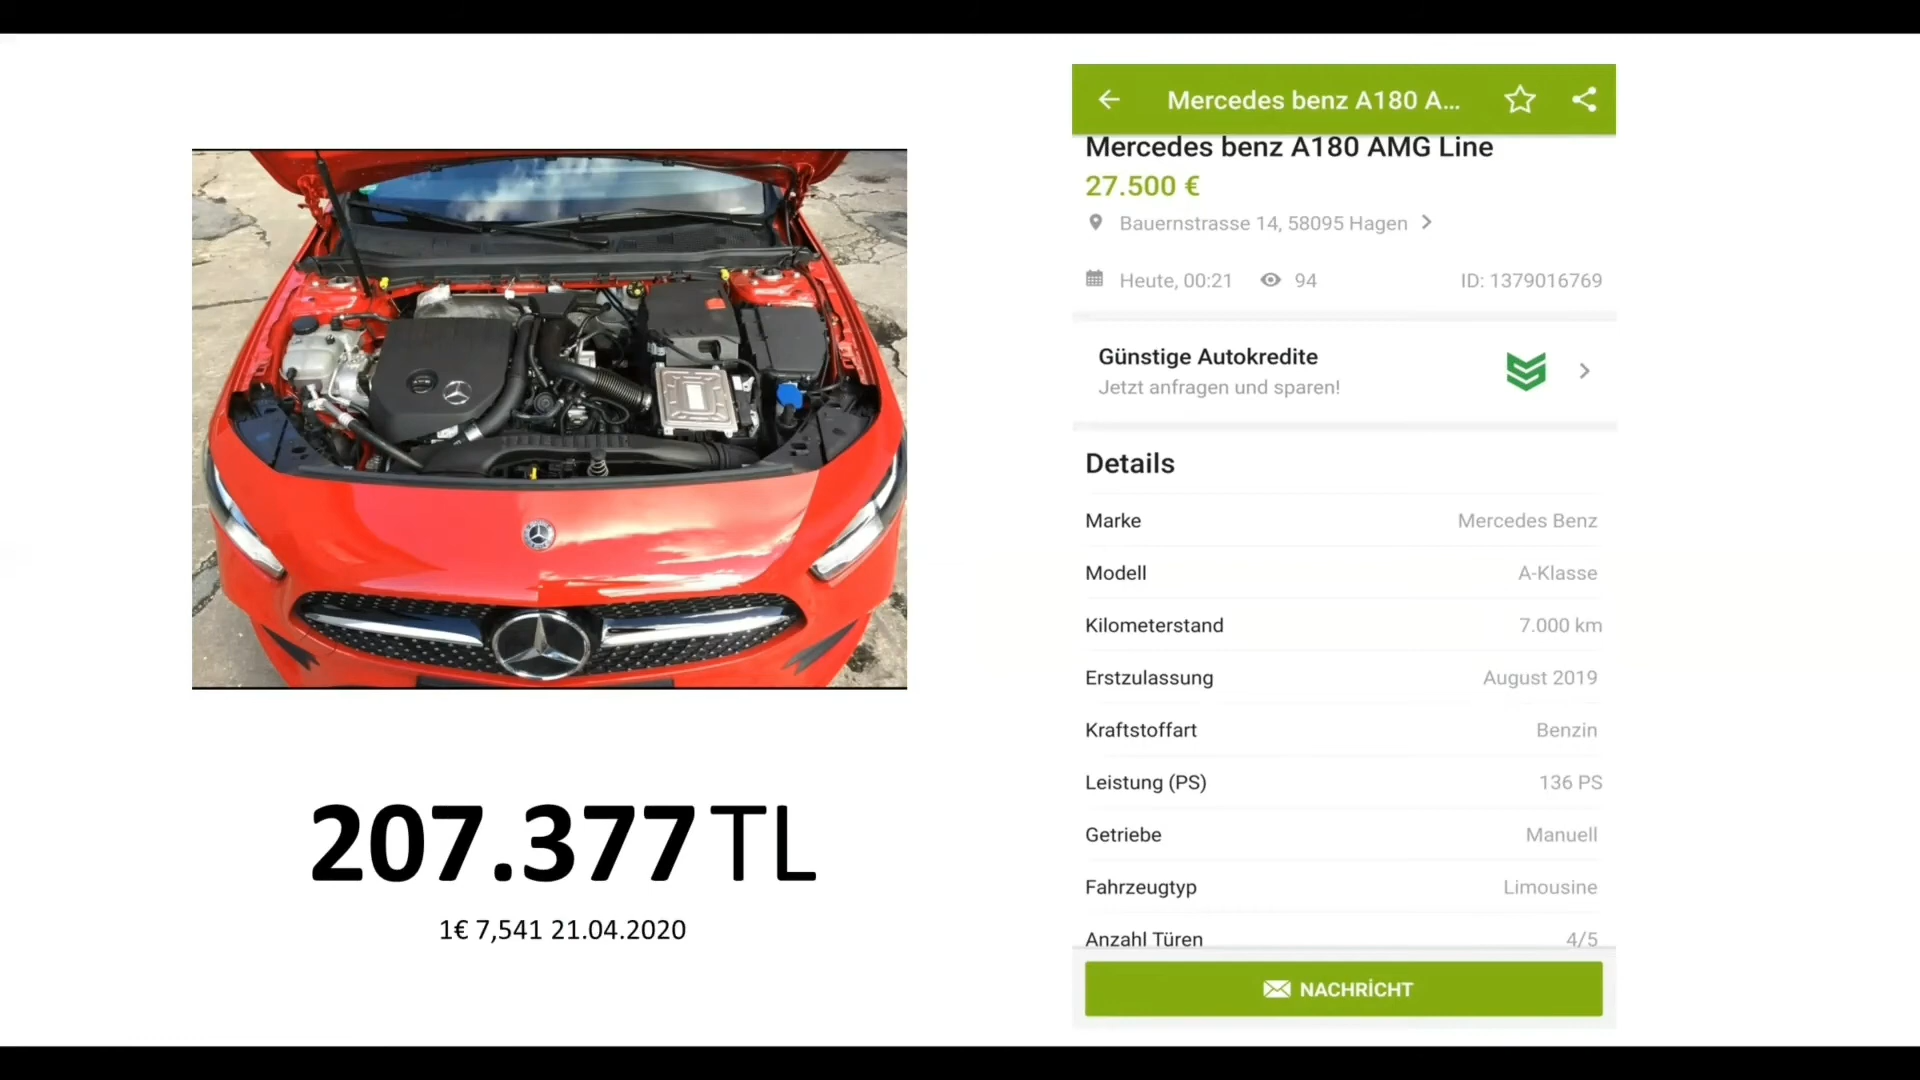 Mercedes benz A180 A...
Mercedes benz A180 AMG Line
27.500 €
Bauernstrasse 14, 58095 Hagen
Heute, 00:21 94 ID: 1379016769
Günstige Autokredite
Jetzt anfragen und sparen!
Details
Marke Mercedes Benz
Modell A-Klasse
Kilometerstand 7.000 km
Erstzulassung August 2019
Kraftstoffart Benzin
Leistung (PS) 136 PS
Getriebe Manuell
Fahrzeugtyp Limousine
Anzahl Türen 4/5
NACHRİCHT
207.377 TL
1€ 7,541 21.04.2020